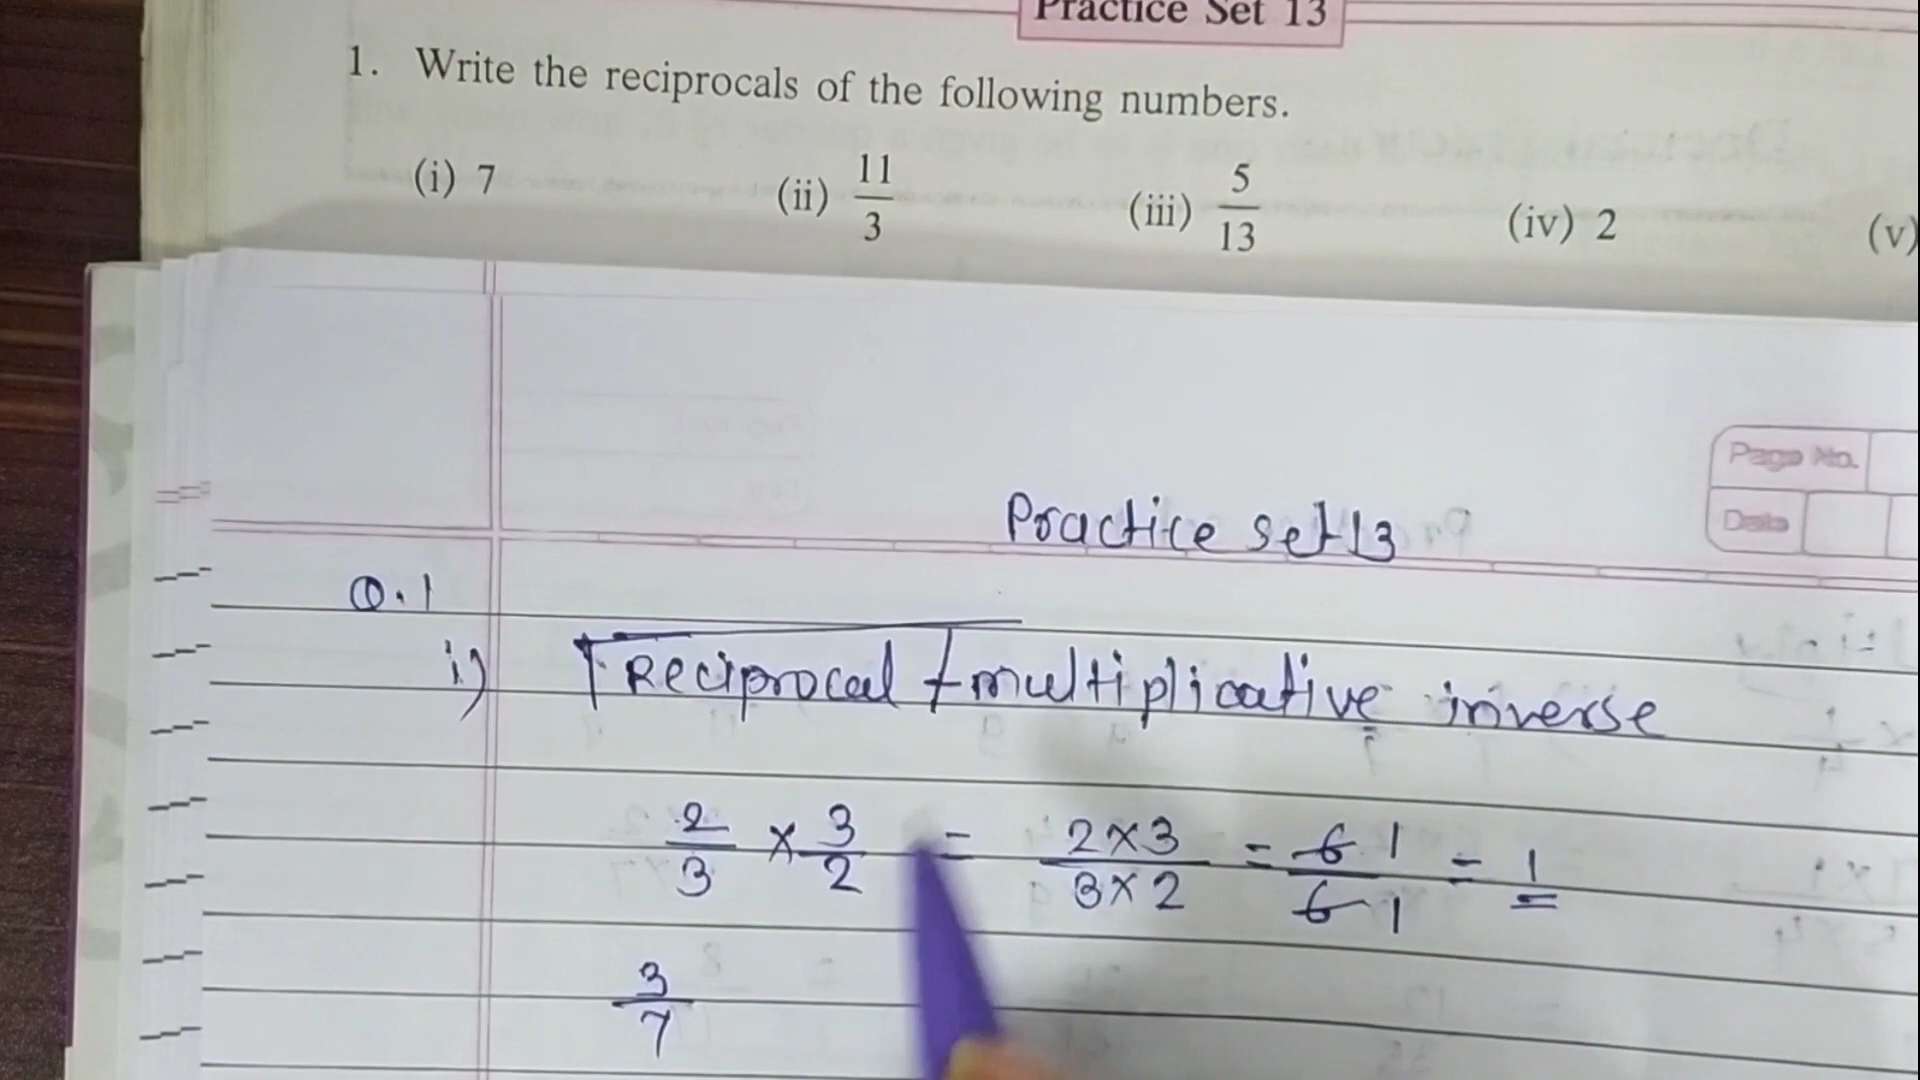 Practice Set 13
1. Write the reciprocals of the following numbers.
(i) 7 (ii) 11/3 (iii) 5/13 (iv) 2 (v)
Page No.
Practice set 13
Date
Q.1
i) Reciprocal / multiplicative inverse
2/3 × 3/2 = 2×3/3×2 = 6 1/6 1 = 1
3/7